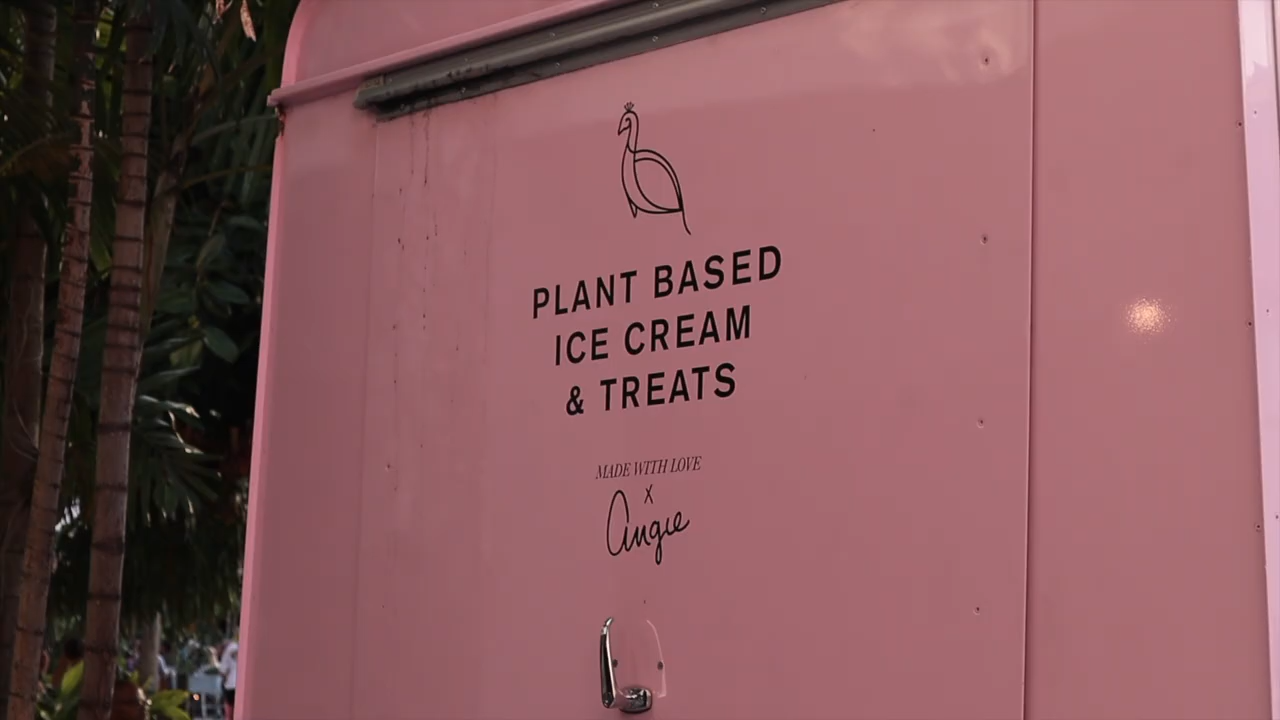 PLANT BASED
ICE CREAM
& TREATS
MADE WITH LOVE
X
Angie